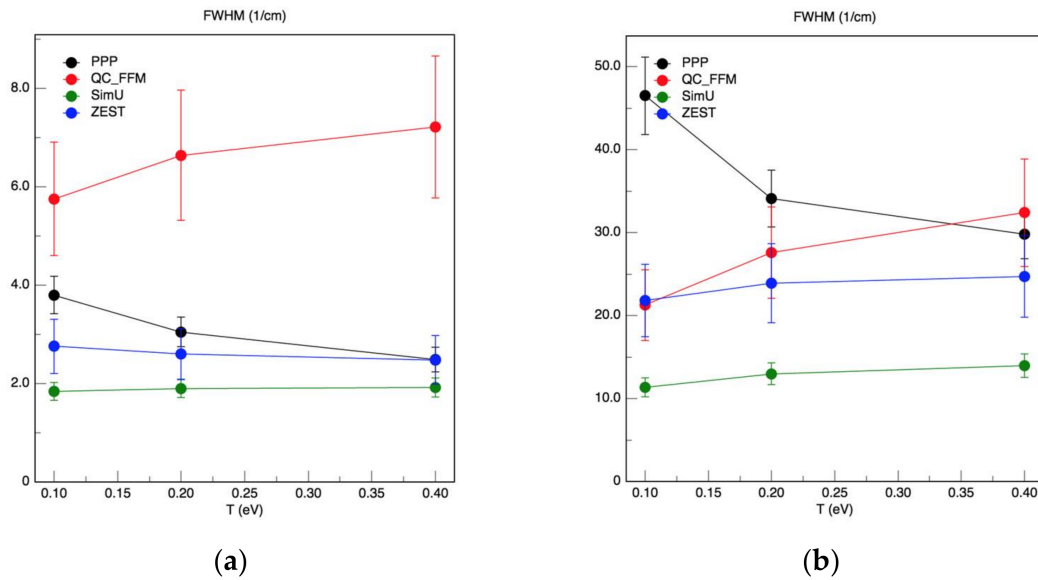 FWHM (1/cm)
PPP
QC_FFM
SimU
ZEST
8.0
6.0
4.0
2.0
0
0.10 0.15 0.20 0.25 0.30 0.35 0.40
T (eV)
(a)
FWHM (1/cm)
PPP
QC_FFM
SimU
ZEST
50.0
40.0
30.0
20.0
10.0
0
0.10 0.15 0.20 0.25 0.30 0.35 0.40
T (eV)
(b)